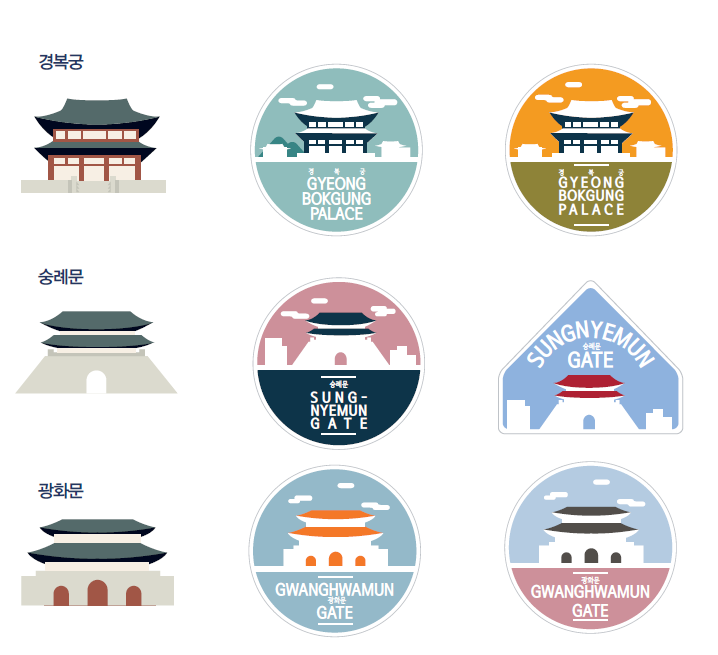 경복궁
경 복 궁
GYEONG
BOKGUNG
PALACE
경 복 궁
GYEONG
BOKGUNG
PALACE
숭례문
숭례문
SUNG-
NYEMUN
GATE
SUNGNYEMUN
숭례문
GATE
광화문
GWANGHWAMUN
광화문
GATE
광화문
GWANGHWAMUN
GATE